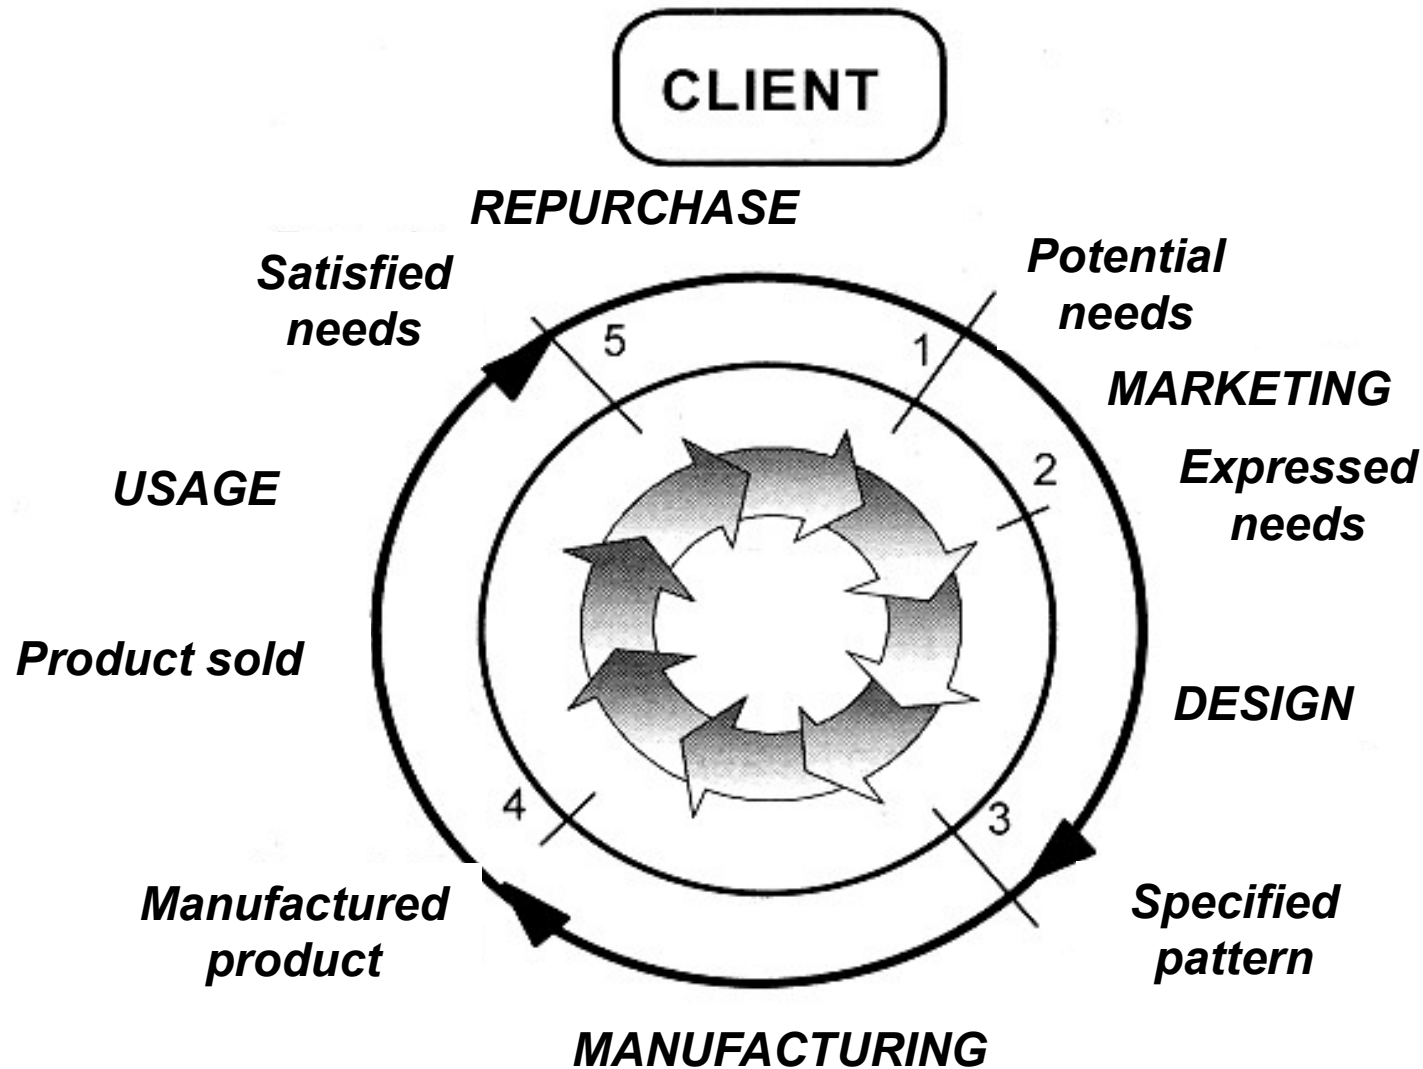 CLIENT
REPURCHASE
Satisfied
needs
Potential
needs
5
1
MARKETING
2
Expressed
needs
USAGE
Product sold
DESIGN
4
3
Manufactured
product
Specified
pattern
MANUFACTURING